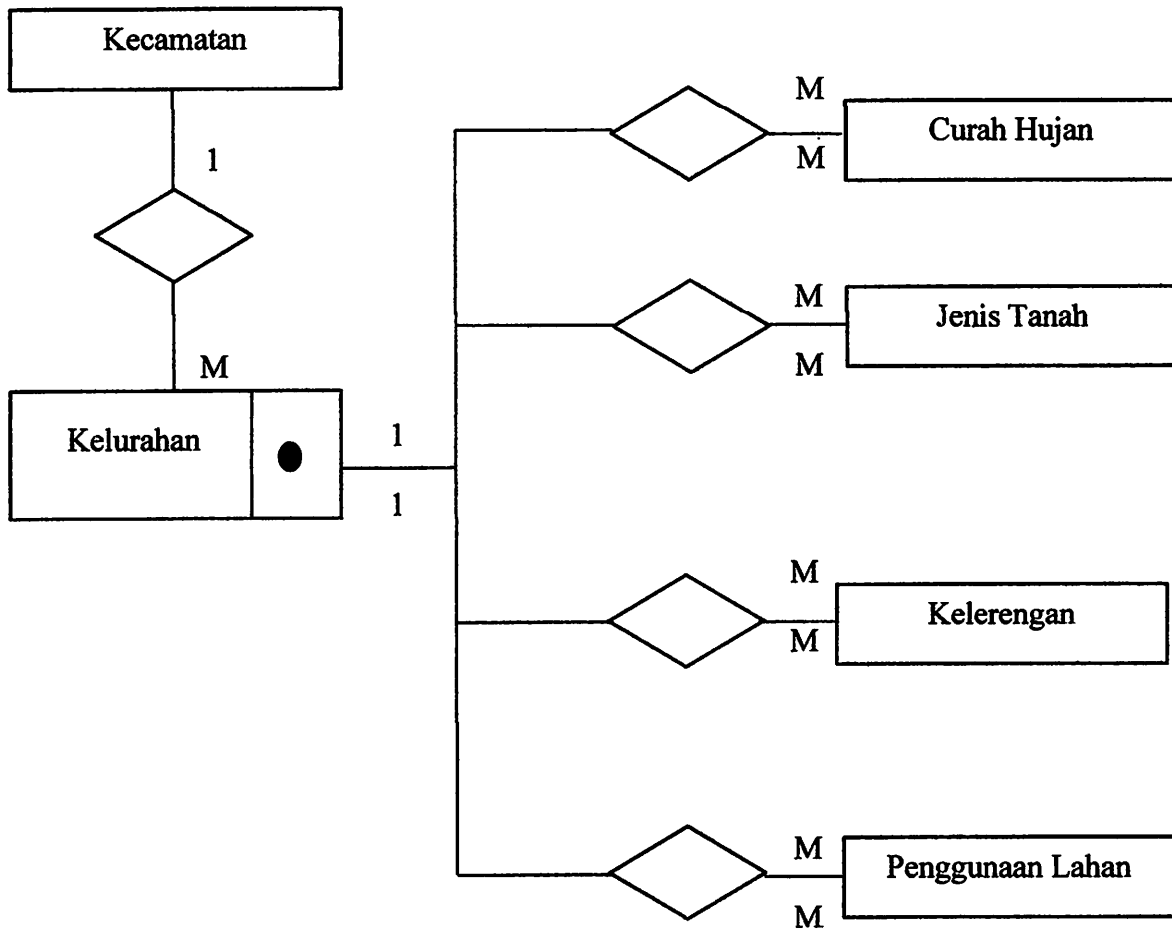 Kecamatan
1
M
Kelurahan
1
1
M
Curah Hujan
M
M
Jenis Tanah
M
M
Kelerengan
M
M
Penggunaan Lahan
M